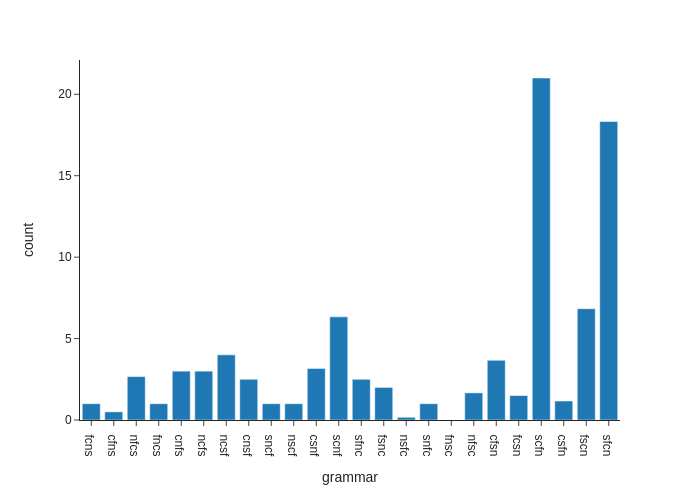 count
20
15
10
5
0
fcns
cfns
nfcs
fncs
cnfs
ncfs
ncsf
cnsf
sncf
nscf
csnf
scnf
sfnc
fsnc
nsfc
snfc
fnsc
nfsc
cfsn
fcsn
scfn
csfn
fscn
sfcn
grammar